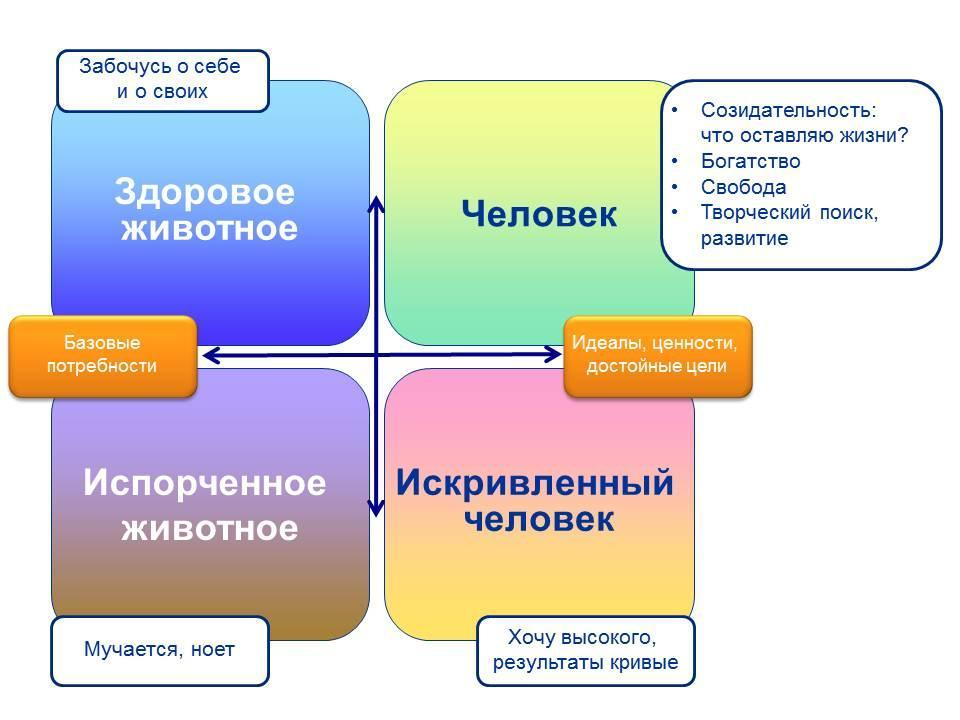 Забочусь о себе
и о своих
Здоровое
животное
Человек
• Созидательность:
что оставляю жизни?
• Богатство
• Свобода
• Творческий поиск,
развитие
Базовые
потребности
Идеалы, ценности,
достойные цели
Испорченное
животное
Искривленный
человек
Мучается, ноет
Хочу высокого,
результаты кривые